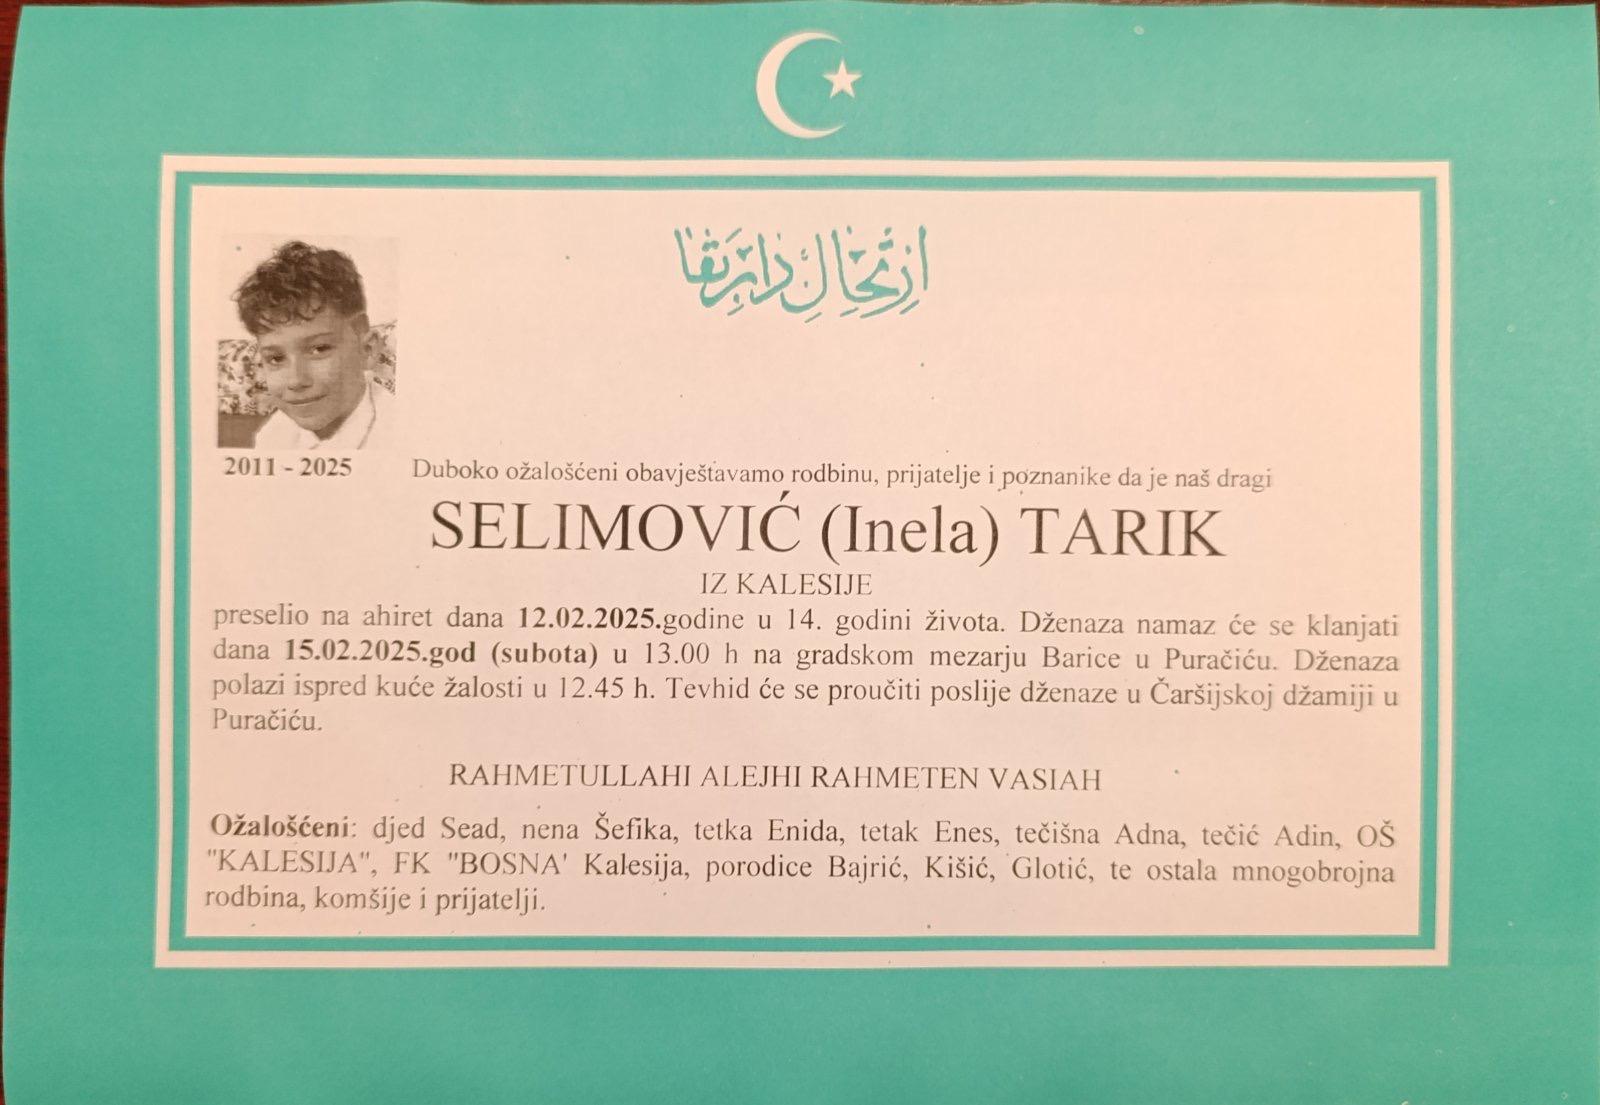 ارتحال دار بقا
2011 - 2025
Duboko ožalošćeni obavještavamo rodbinu, prijatelje i poznanike da je naš dragi
SELIMOVIĆ (Inela) TARIK
IZ KALESIJE
preselio na ahiret dana 12.02.2025.godine u 14. godini života. Dženaza namaz će se klanjati
dana 15.02.2025.god (subota) u 13.00 h na gradskom mezarju Barice u Puračiću. Dženaza
polazi ispred kuće žalosti u 12.45 h. Tevhid će se proučiti poslije dženaze u Čaršijskoj džamiji u
Puračiću.
RAHMETULLAHI ALEJHI RAHMETEN VASIAH
Ožalošćeni: djed Sead, nena Šefika, tetka Enida, tetak Enes, tečišna Adna, tečić Adin, OŠ
"KALESIJA", FK "BOSNA' Kalesija, porodice Bajrić, Kišić, Glotić, te ostala mnogobrojna
rodbina, komšije i prijatelji.